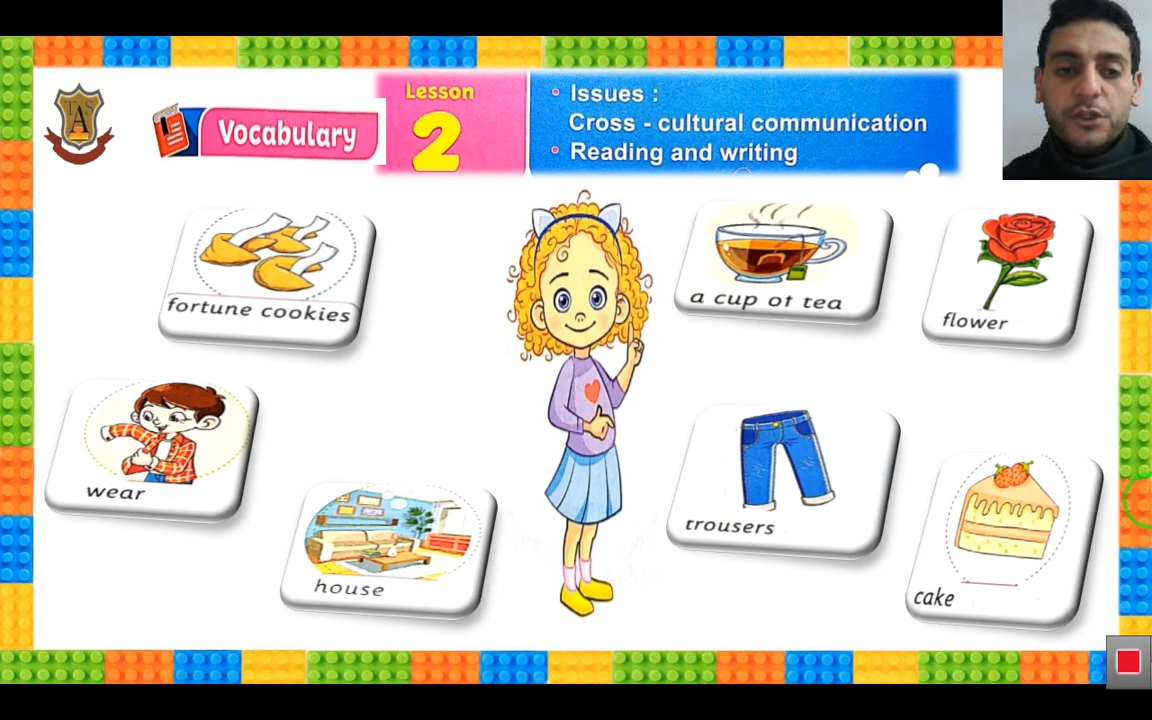 Lesson
2
Vocabulary
• Issues :
Cross - cultural communication
• Reading and writing
TAS
fortune cookies
a cup of tea
flower
wear
house
trousers
cake